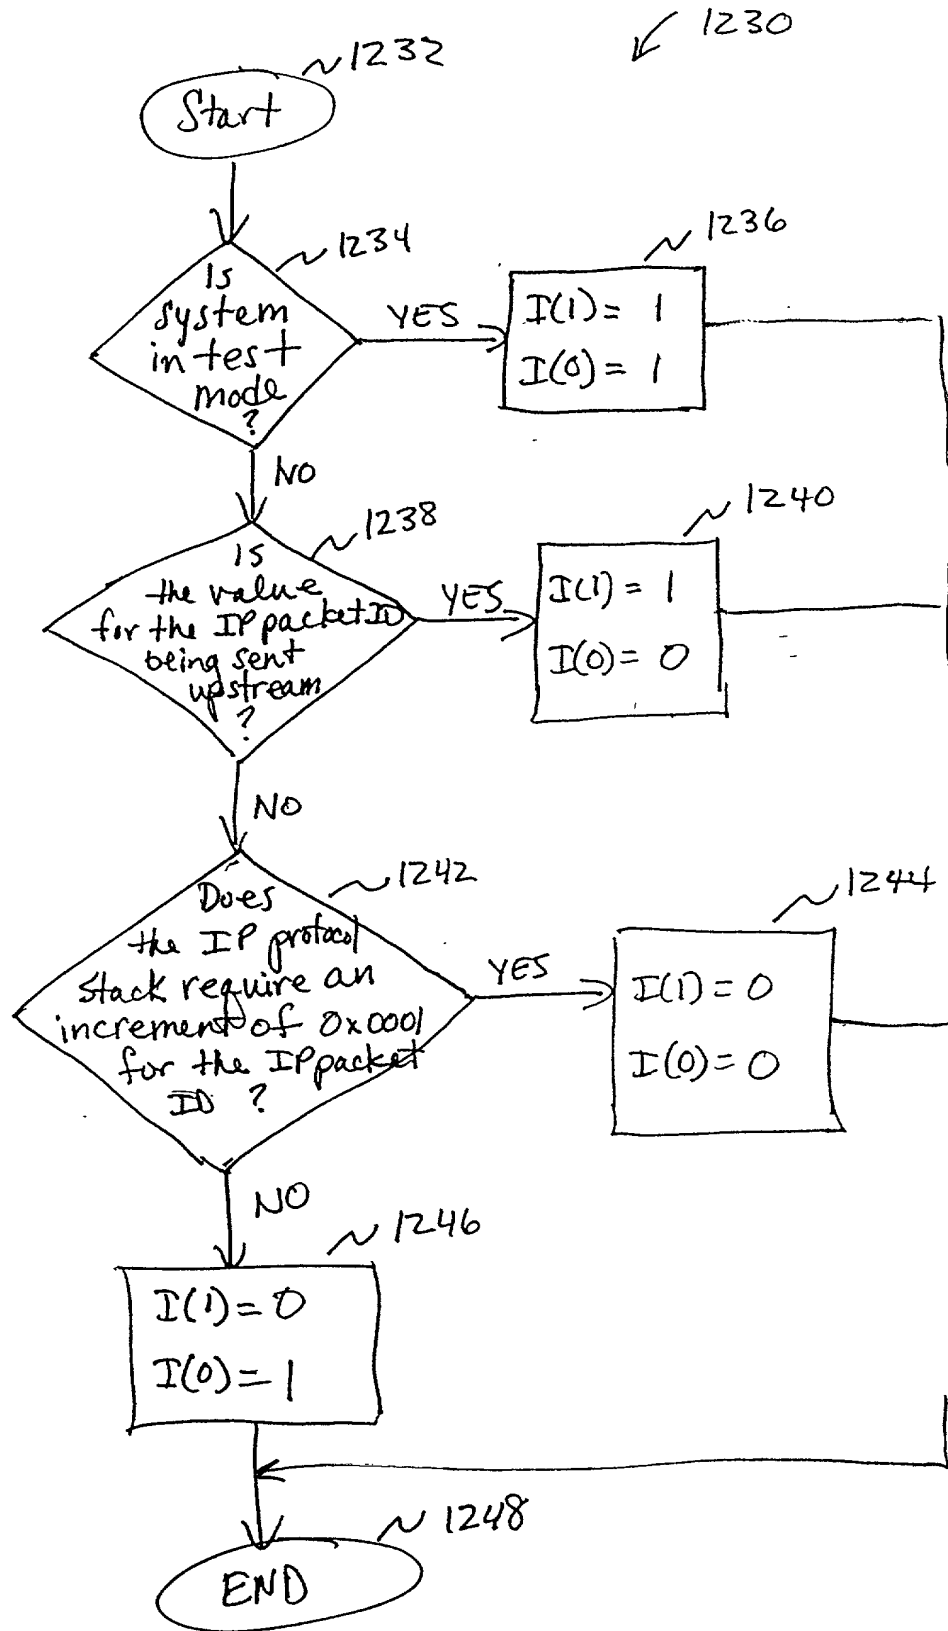 1230
1232
Start
1234
Is
system
in test
mode
?
YES
1236
I(1) = 1
I(0) = 1
NO
1238
Is
the value
for the IP packet ID
being sent
upstream
?
YES
1240
I(1) = 1
I(0) = 0
NO
1242
Does
the IP protocol
stack require an
increment of 0x0001
for the IP packet
ID ?
YES
1244
I(1) = 0
I(0) = 0
NO
1246
I(1) = 0
I(0) = 1
1248
END